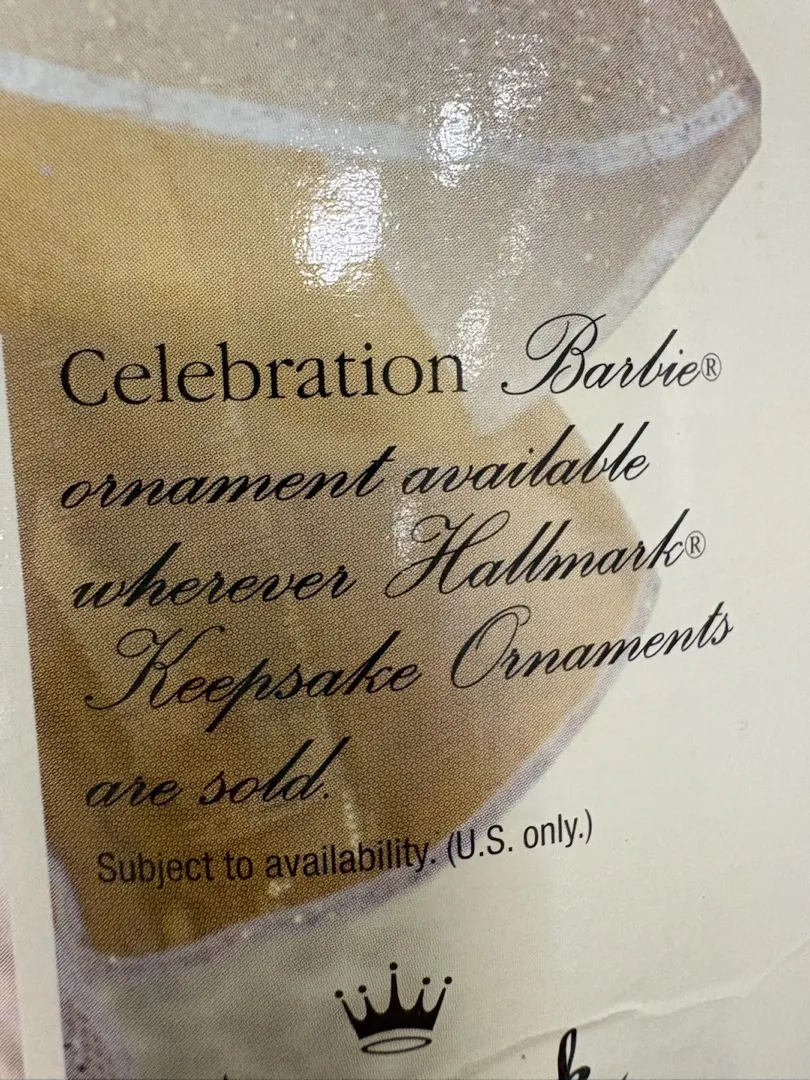 Celebration Barbie®
ornament available
wherever Hallmark®
Keepsake Ornaments
are sold.
Subject to availability. (U.S. only.)